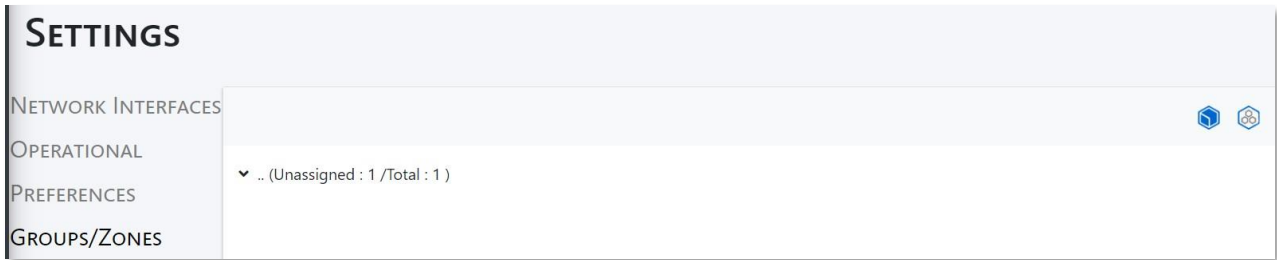 SETTINGS
NETWORK INTERFACES
OPERATIONAL
PREFERENCES
GROUPS/ZONES
.. (Unassigned : 1 /Total : 1 )